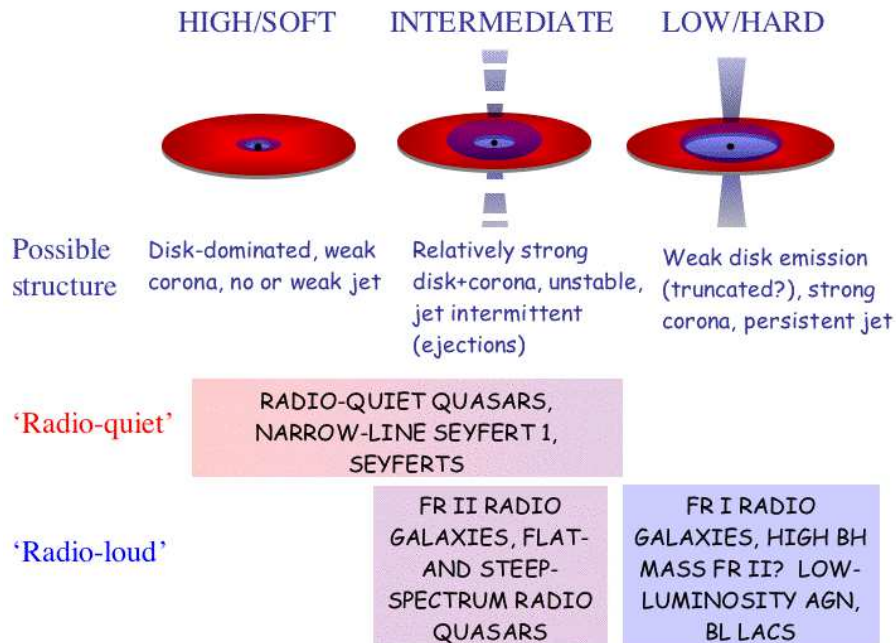 HIGH/SOFT INTERMEDIATE LOW/HARD
Possible structure
Disk-dominated, weak
corona, no or weak jet
Relatively strong
disk+corona, unstable,
jet intermittent
(ejections)
Weak disk emission
(truncated?), strong
corona, persistent jet
‘Radio-quiet’
RADIO-QUIET QUASARS,
NARROW-LINE SEYFERT 1,
SEYFERTS
‘Radio-loud’
FR II RADIO
GALAXIES, FLAT-
AND STEEP-
SPECTRUM RADIO
QUASARS
FR I RADIO
GALAXIES, HIGH BH
MASS FR II? LOW-
LUMINOSITY AGN,
BL LACS